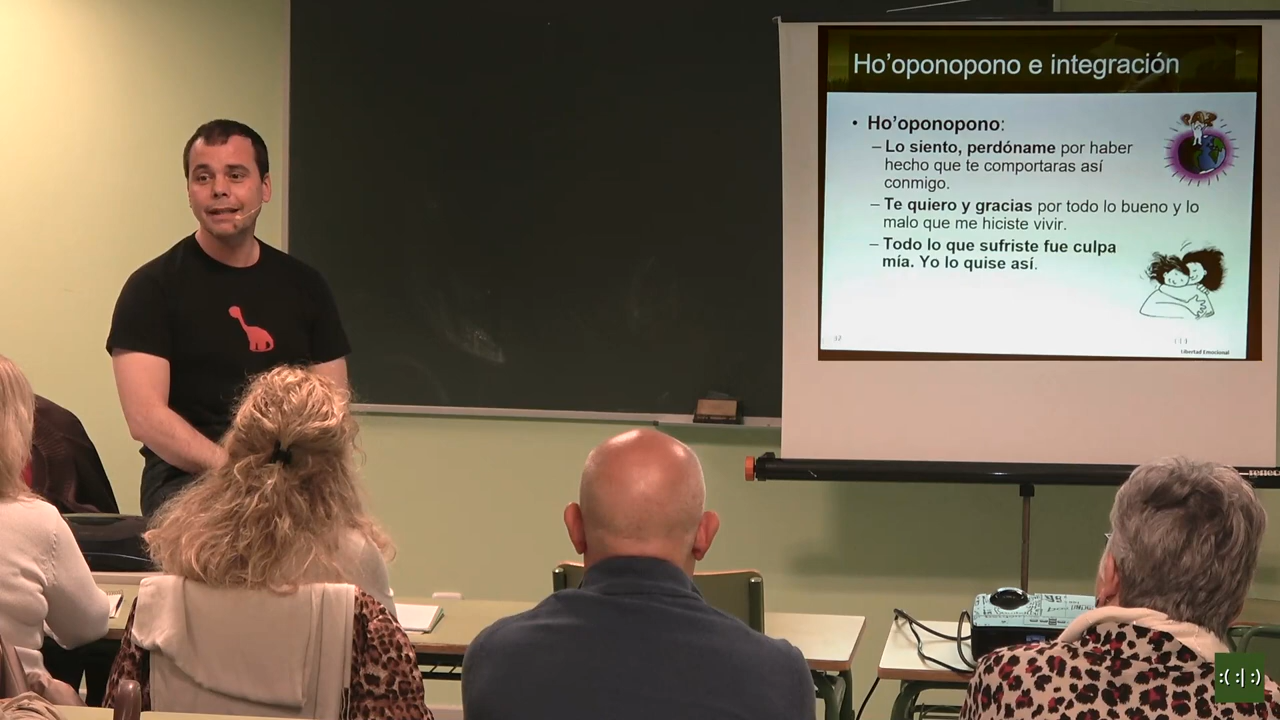 Ho'oponopono e integración
• Ho'oponopono:
– Lo siento, perdóname por haber
hecho que te comportaras así
conmigo.
– Te quiero y gracias por todo lo bueno y lo
malo que me hiciste vivir.
– Todo lo que sufriste fue culpa
mía. Yo lo quise así.
Libertad Emocional
:( :| :)